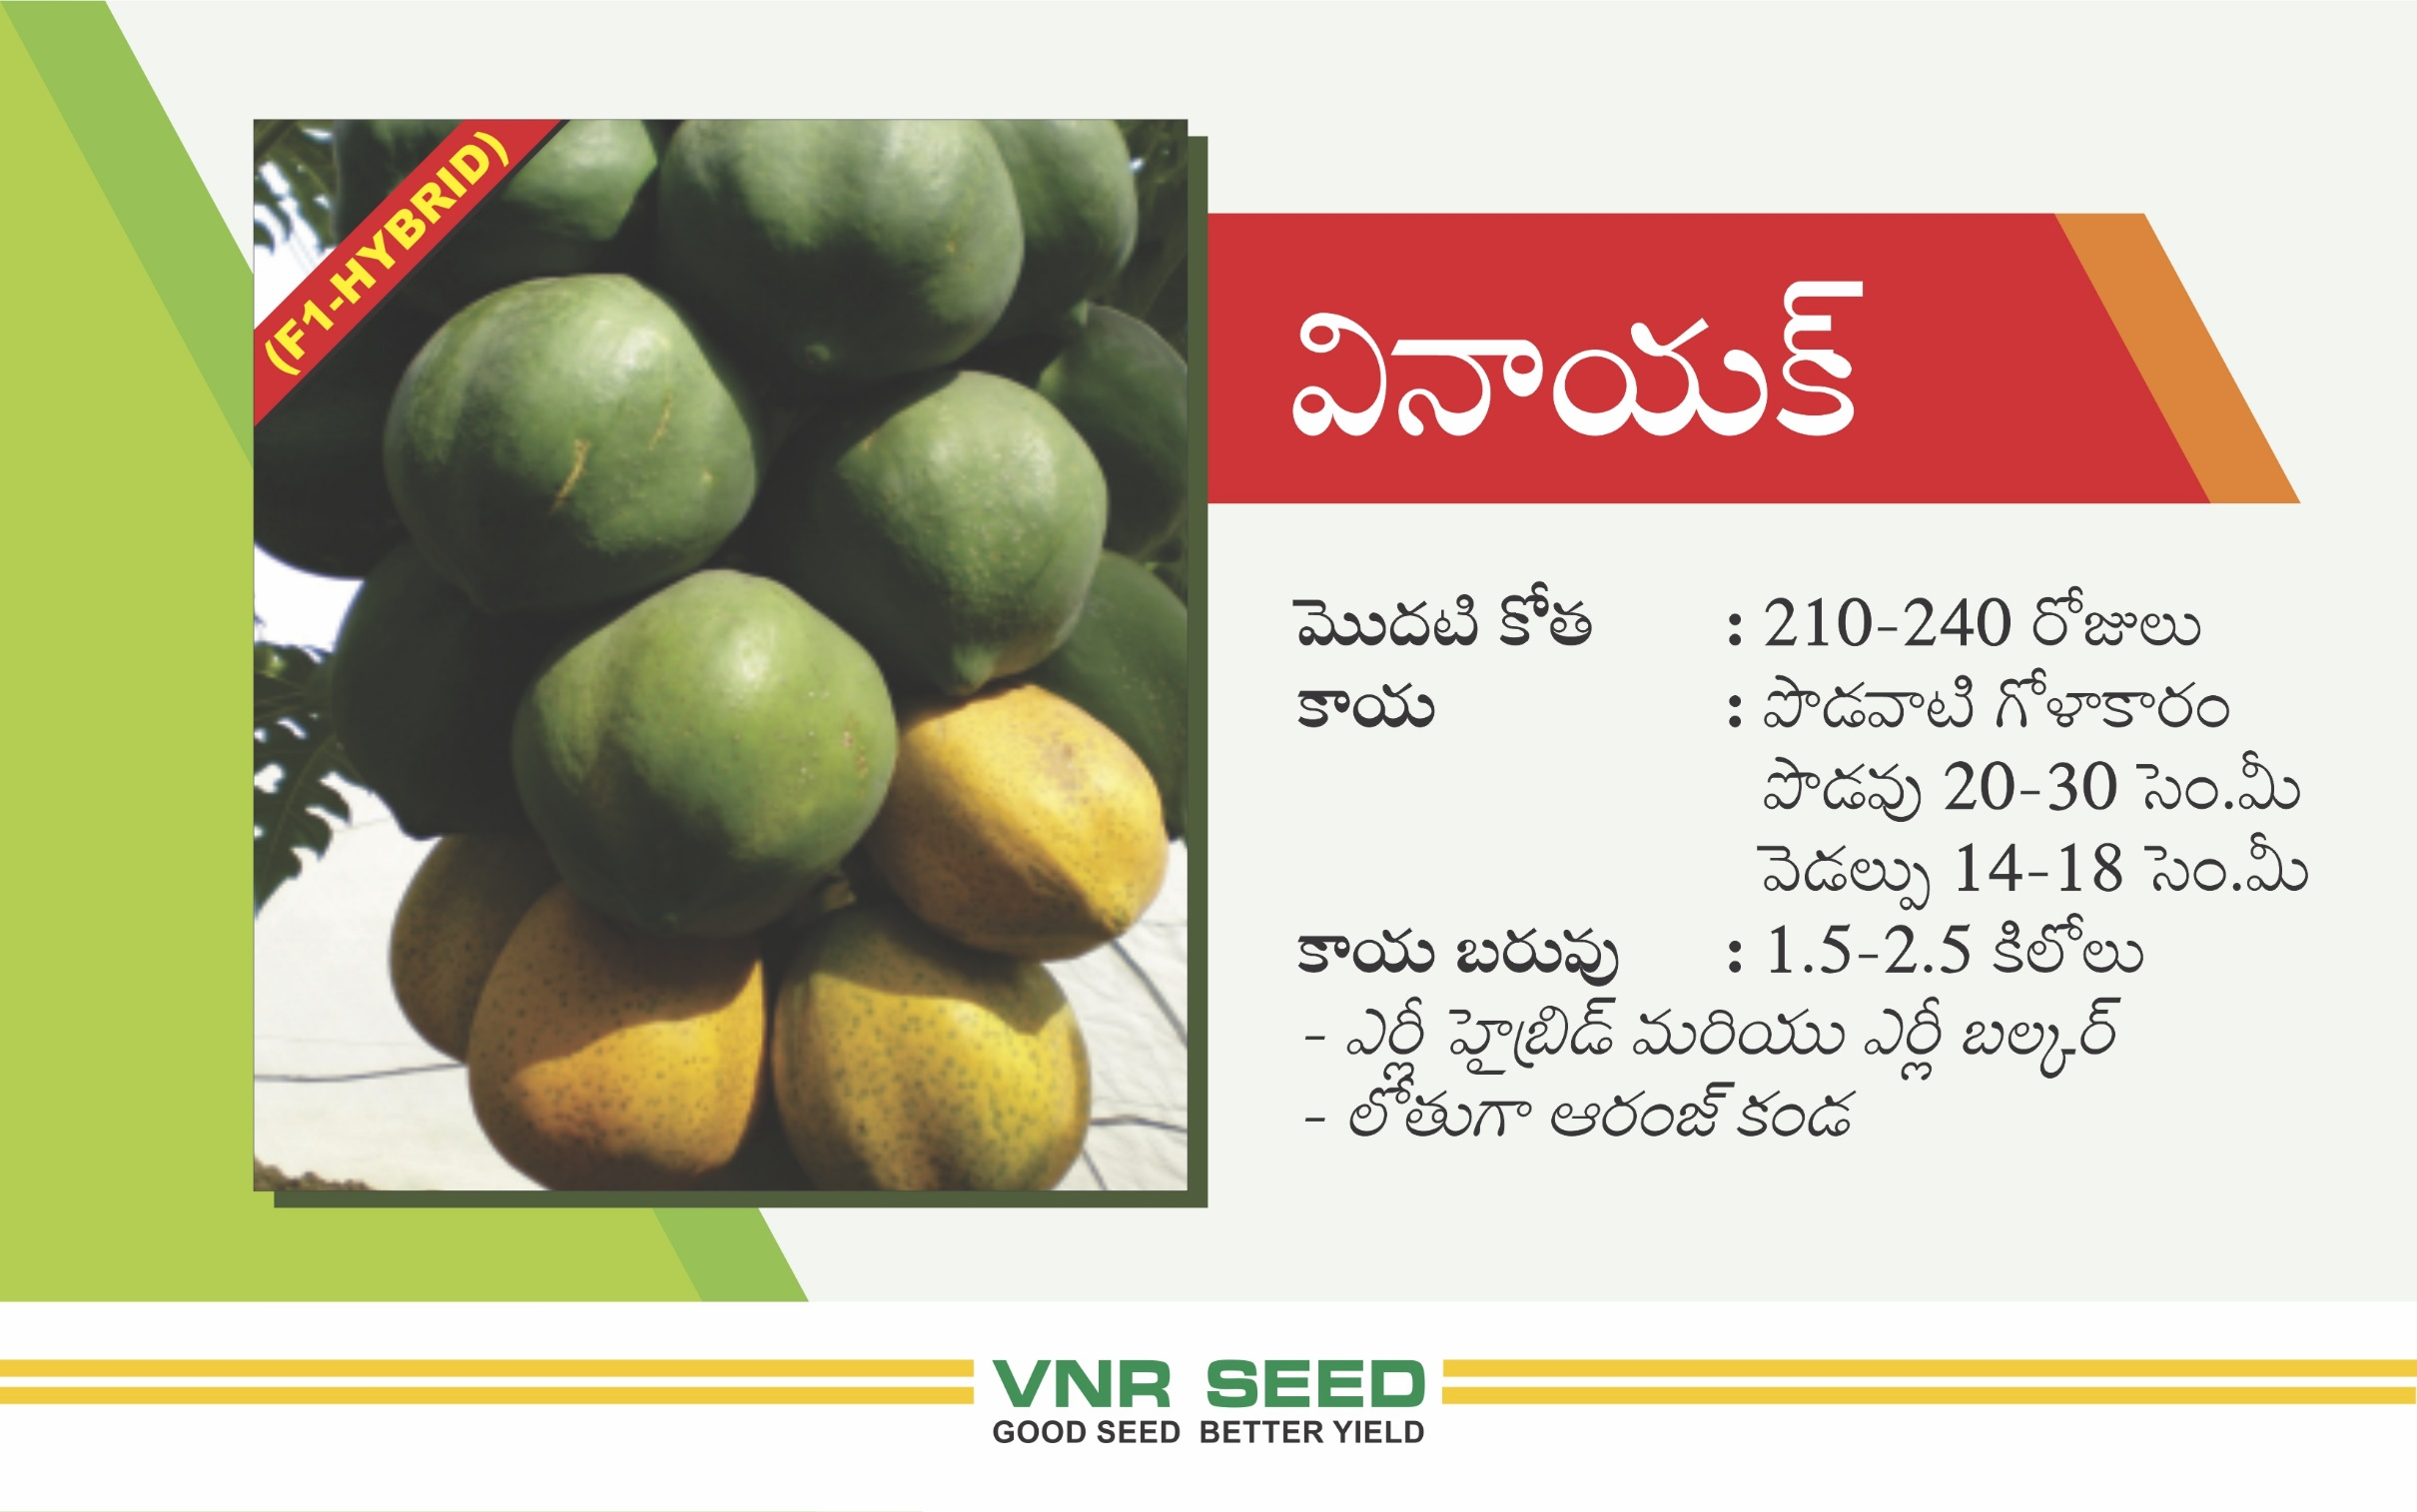 (F1-HYBRID)
వినాయక్
మొదటి కోత : 210-240 రోజులు
కాయ : పొడవాటి గోళాకారం
పొడవు 20-30 సెం.మీ
వెడల్పు 14-18 సెం.మీ
కాయ బరువు : 1.5-2.5 కిలోలు
- ఎర్లీ హైబ్రిడ్ మరియు ఎర్లీ బల్కర్
- లోతుగా ఆరంజ్ కండ
VNR SEED
GOOD SEED BETTER YIELD